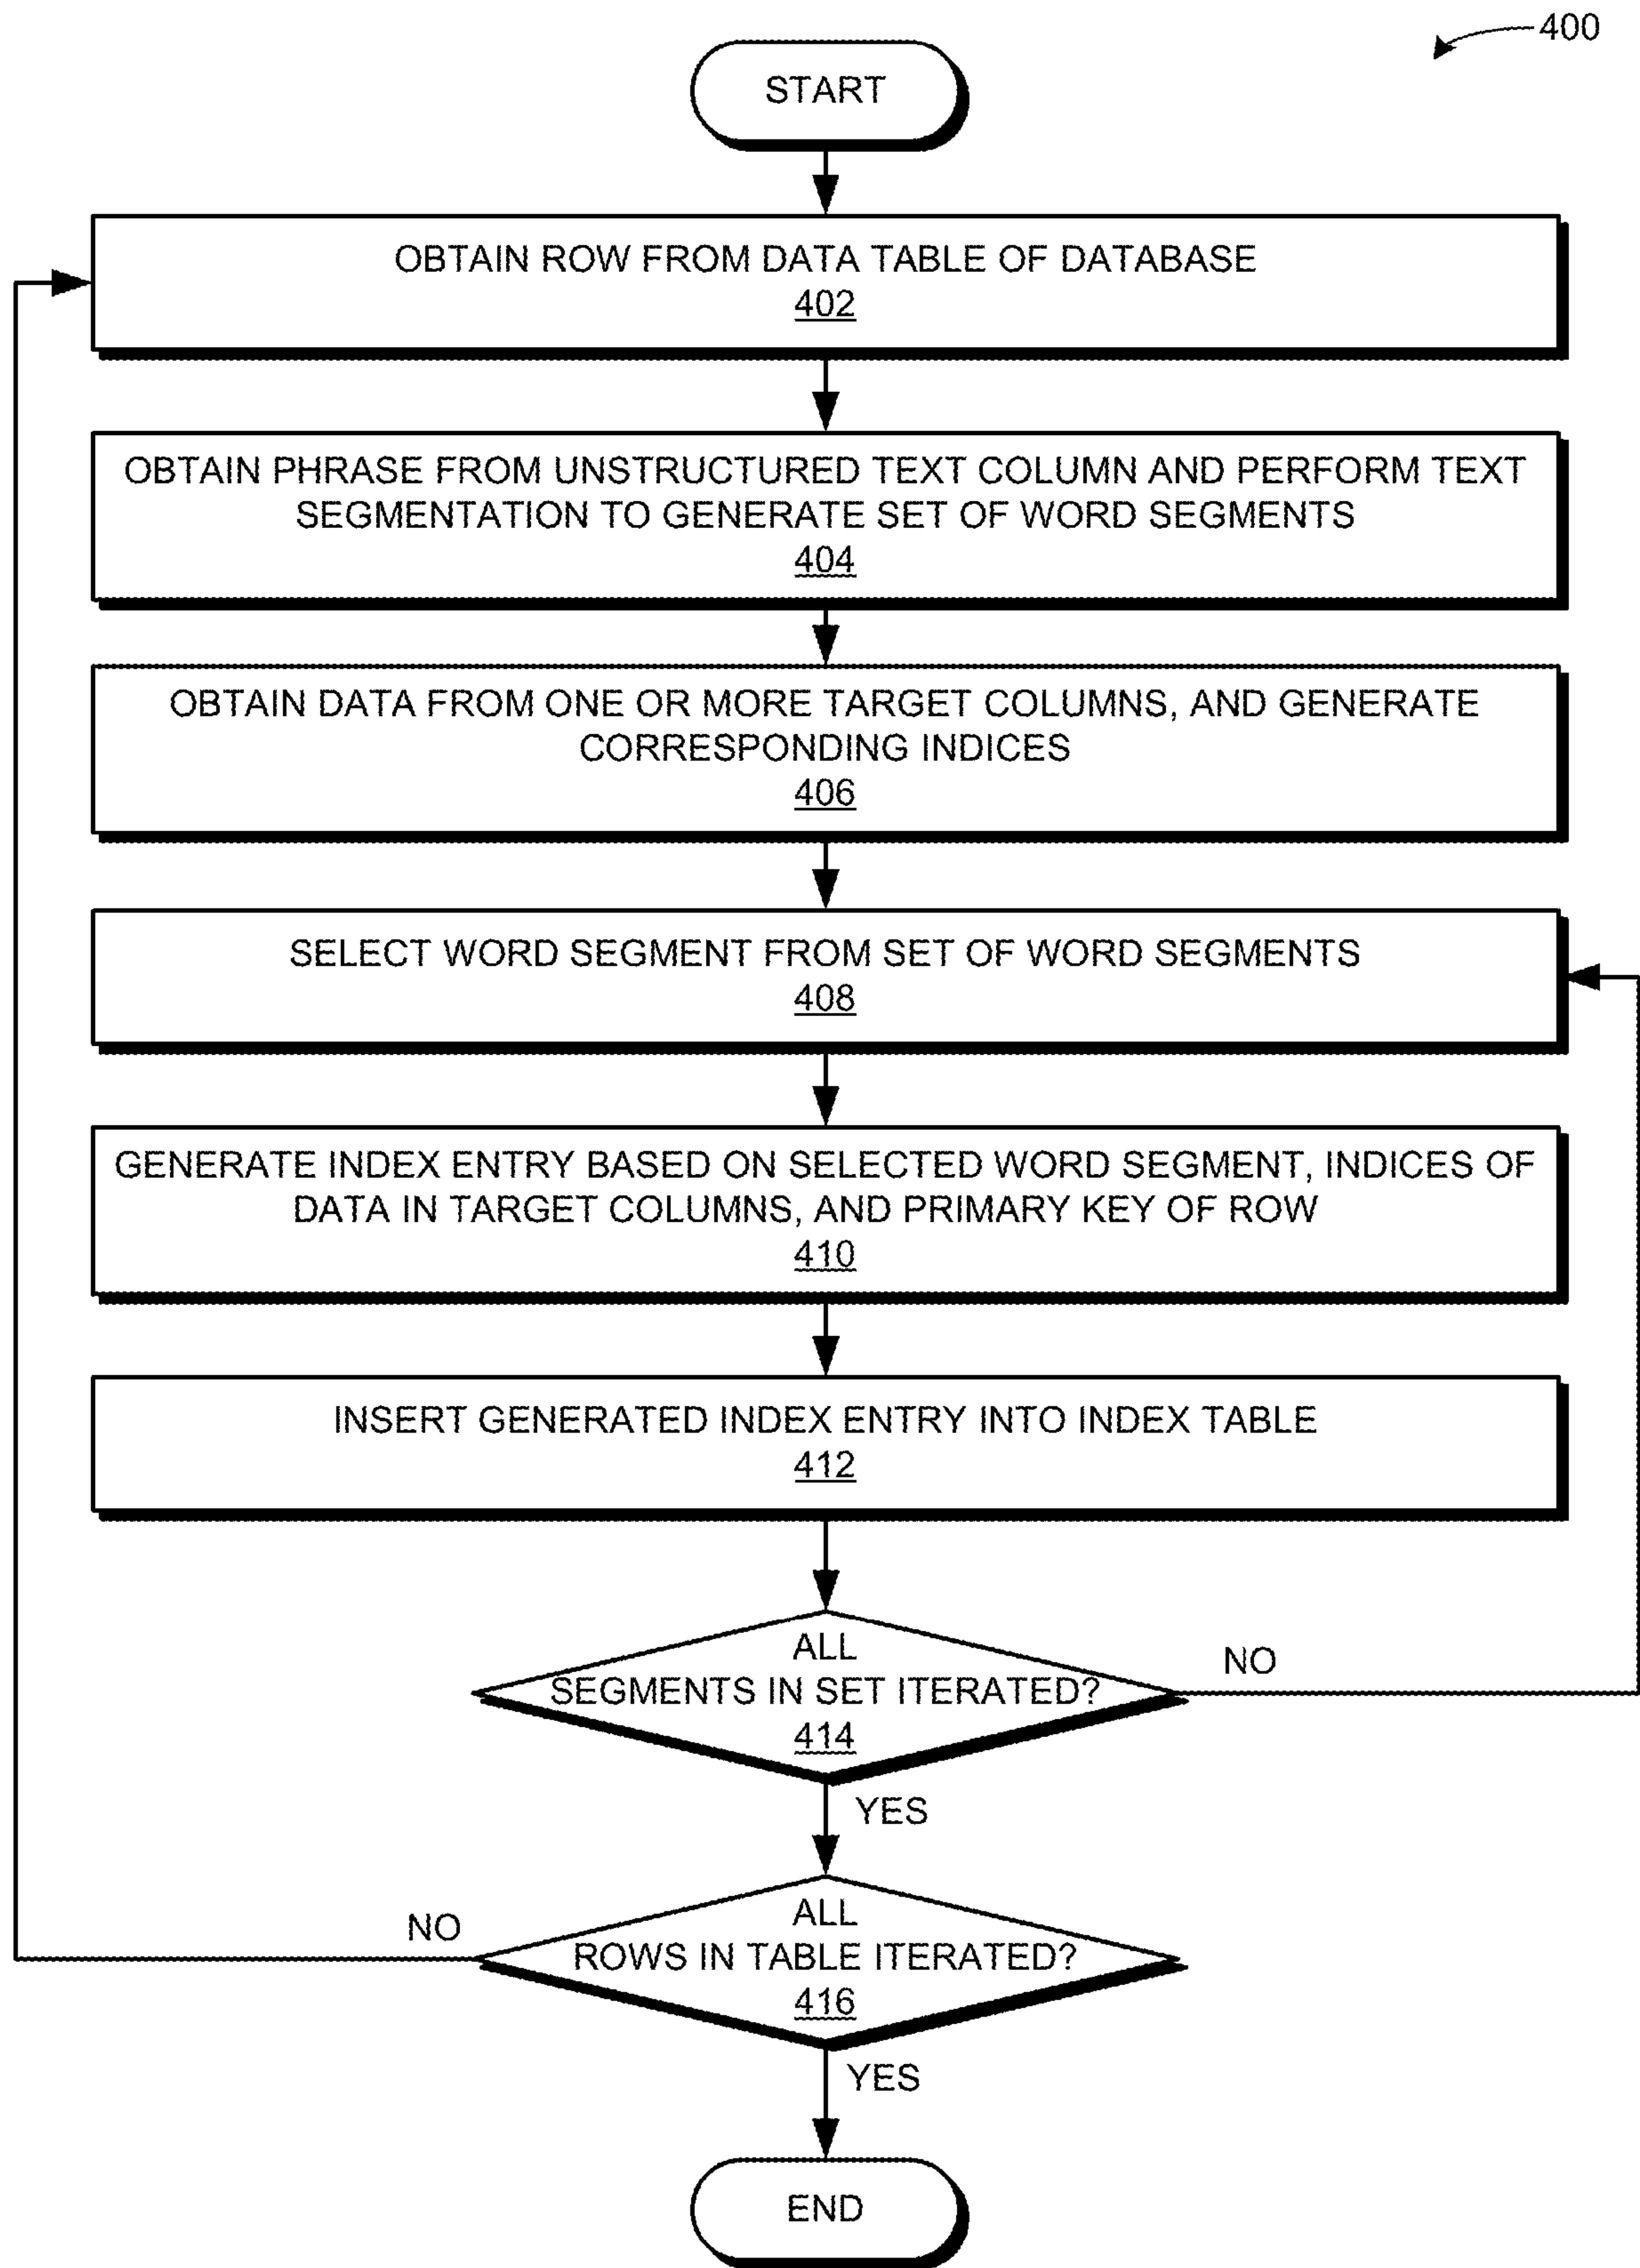 400
START
OBTAIN ROW FROM DATA TABLE OF DATABASE
402
OBTAIN PHRASE FROM UNSTRUCTURED TEXT COLUMN AND PERFORM TEXT
SEGMENTATION TO GENERATE SET OF WORD SEGMENTS
404
OBTAIN DATA FROM ONE OR MORE TARGET COLUMNS, AND GENERATE
CORRESPONDING INDICES
406
SELECT WORD SEGMENT FROM SET OF WORD SEGMENTS
408
GENERATE INDEX ENTRY BASED ON SELECTED WORD SEGMENT, INDICES OF
DATA IN TARGET COLUMNS, AND PRIMARY KEY OF ROW
410
INSERT GENERATED INDEX ENTRY INTO INDEX TABLE
412
ALL
SEGMENTS IN SET ITERATED?
414
NO
YES
ALL
ROWS IN TABLE ITERATED?
416
NO
YES
END